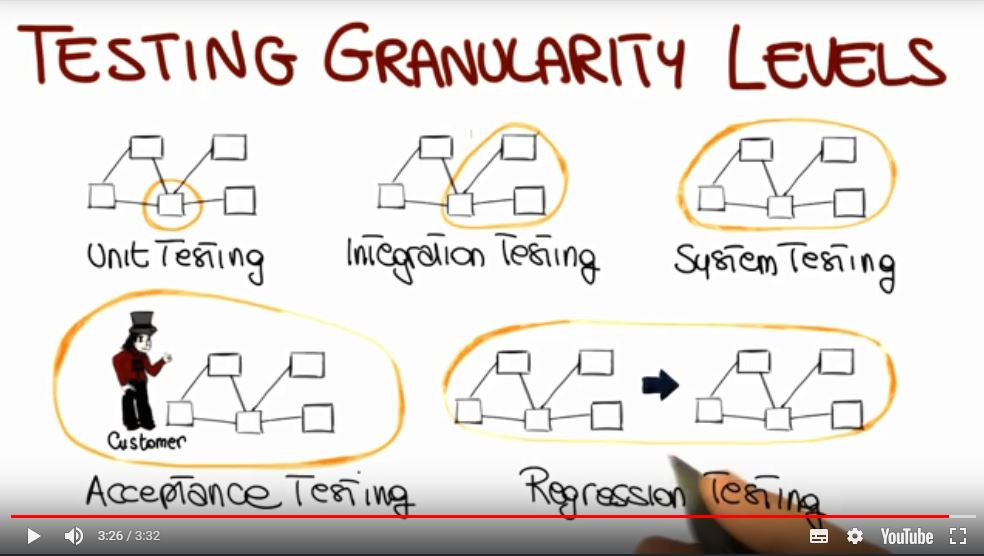 TESTING GRANULARITY LEVELS
Unit Testing
Integration Testing
System Testing
Customer
Acceptance Testing
Regression Testing
3:26 / 3:32
YouTube